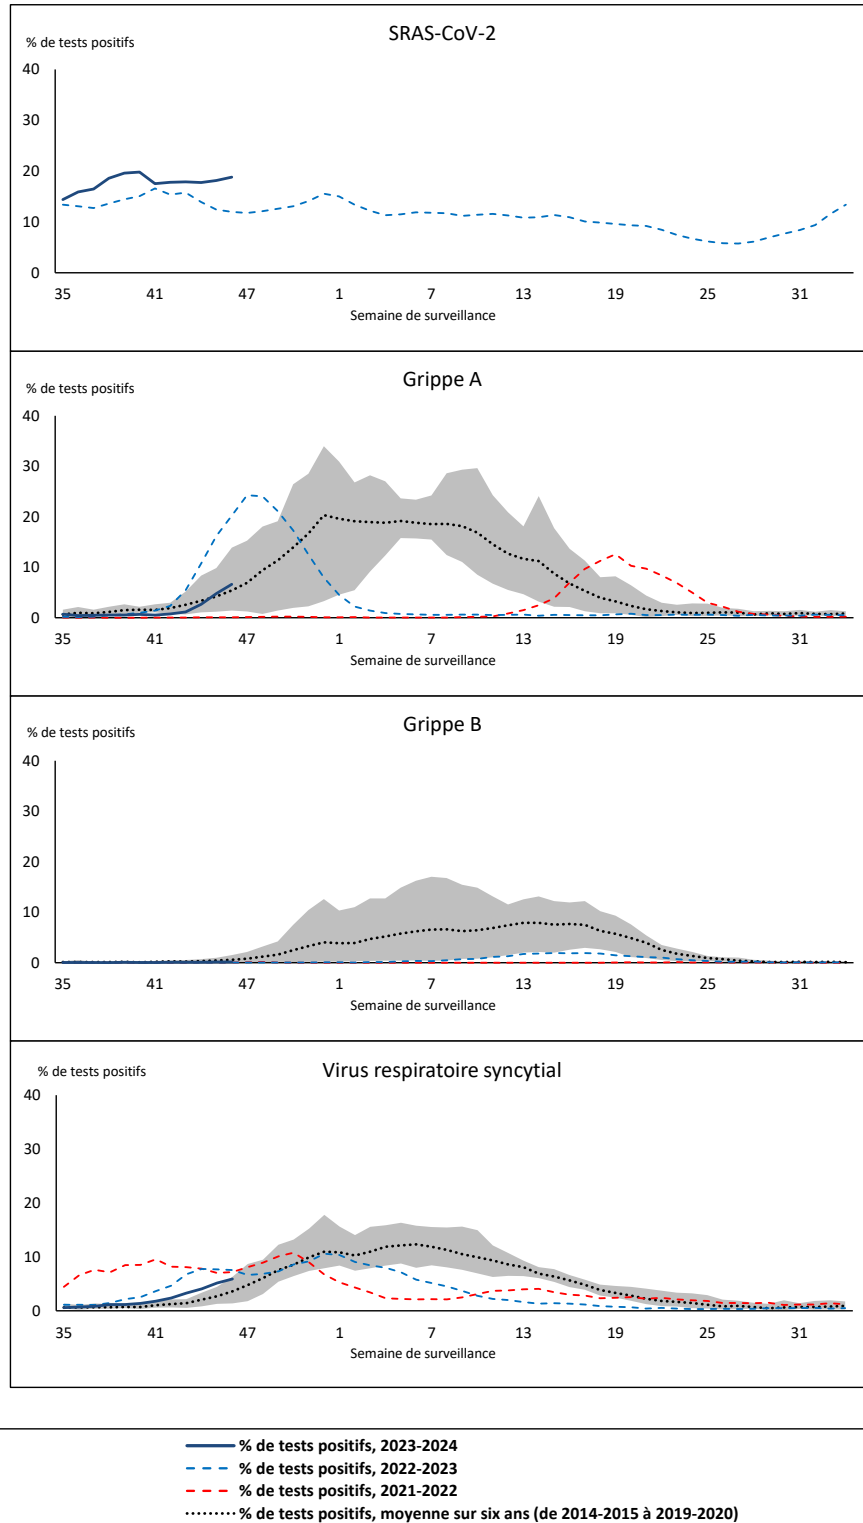 SRAS-CoV-2
% de tests positifs
40
30
20
10
0
35 41 47 1 7 13 19 25 31
Semaine de surveillance
Grippe A
% de tests positifs
40
30
20
10
0
35 41 47 1 7 13 19 25 31
Semaine de surveillance
Grippe B
% de tests positifs
40
30
20
10
0
35 41 47 1 7 13 19 25 31
Semaine de surveillance
Virus respiratoire syncytial
% de tests positifs
40
30
20
10
0
35 41 47 1 7 13 19 25 31
Semaine de surveillance
% de tests positifs, 2023-2024
% de tests positifs, 2022-2023
% de tests positifs, 2021-2022
% de tests positifs, moyenne sur six ans (de 2014-2015 à 2019-2020)